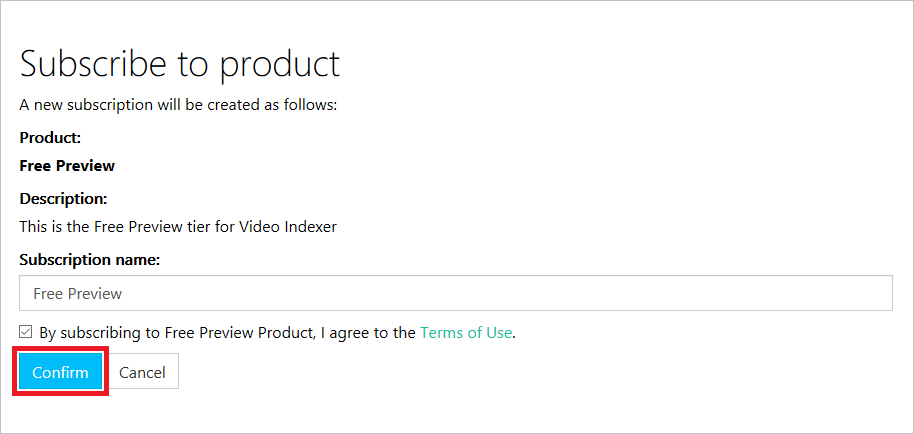 Subscribe to product
A new subscription will be created as follows:
Product:
Free Preview
Description:
This is the Free Preview tier for Video Indexer
Subscription name:
Free Preview
By subscribing to Free Preview Product, I agree to the Terms of Use.
Confirm Cancel